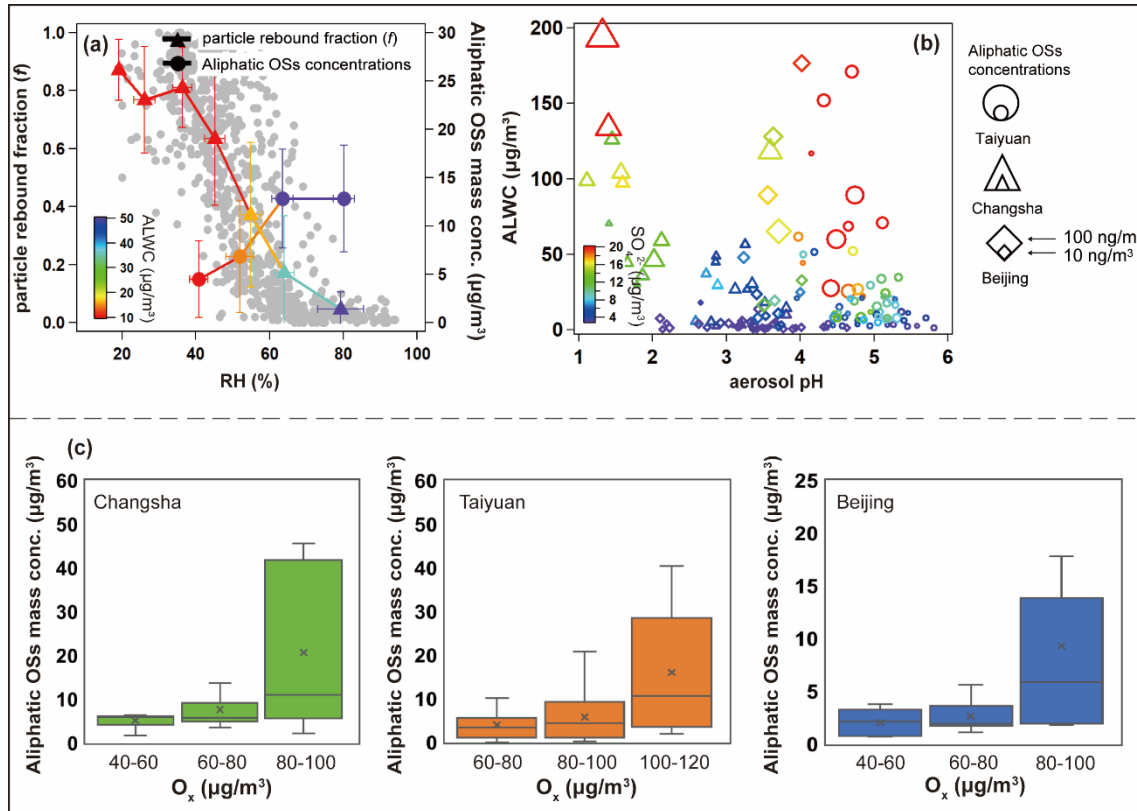 (a)
particle rebound fraction (f)
Aliphatic OSs concentrations
particle rebound fraction (f)
1.0
0.8
0.6
0.4
0.2
0.0
30
25
20
15
10
5
0
Aliphatic OSs mass conc. (µg/m³)
50
40
30
20
10
ALWC (µg/m³)
20 40 60 80 100
RH (%)
(b)
ALWC (µg/m³)
200
150
100
50
0
20
16
12
8
4
SO₄²⁻ (µg/m³)
1 2 3 4 5 6
aerosol pH
Aliphatic OSs
concentrations
Taiyuan
Changsha
100 ng/m
10 ng/m³
Beijing
(c)
Aliphatic OSs mass conc. (µg/m³)
60
50
40
30
20
10
0
Changsha
40-60 60-80 80-100
Oₓ (µg/m³)
Aliphatic OSs mass conc. (µg/m³)
60
50
40
30
20
10
0
Taiyuan
60-80 80-100 100-120
Oₓ (µg/m³)
Aliphatic OSs mass conc. (µg/m³)
25
20
15
10
5
0
Beijing
40-60 60-80 80-100
Oₓ (µg/m³)